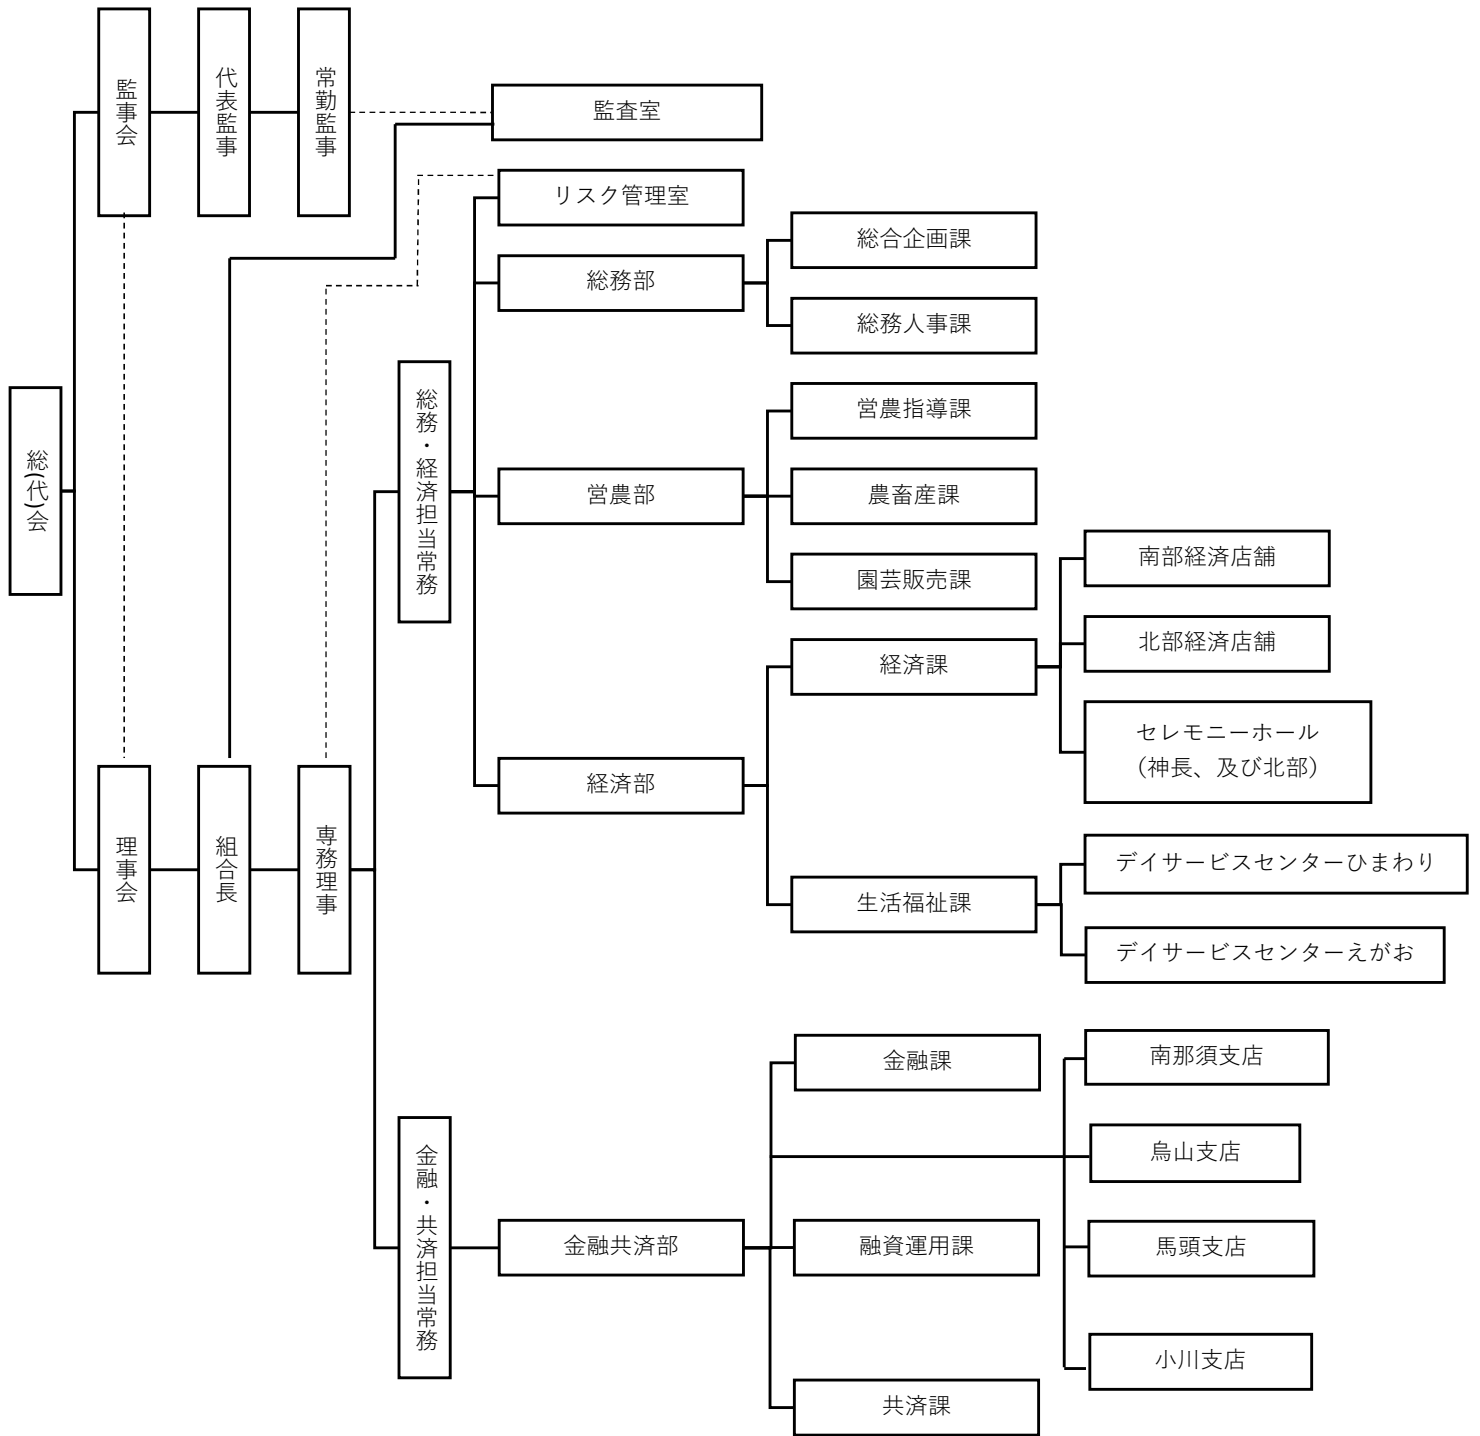 総(代)会
監事会
代表監事
常勤監事
監査室
理事会
組合長
専務理事
総務・経済担当常務
リスク管理室
総務部
総合企画課
総務人事課
営農部
営農指導課
農畜産課
園芸販売課
経済部
経済課
南部経済店舗
北部経済店舗
セレモニーホール
（神長、及び北部）
生活福祉課
デイサービスセンターひまわり
デイサービスセンターえがお
金融・共済担当常務
金融共済部
金融課
融資運用課
共済課
南那須支店
烏山支店
馬頭支店
小川支店